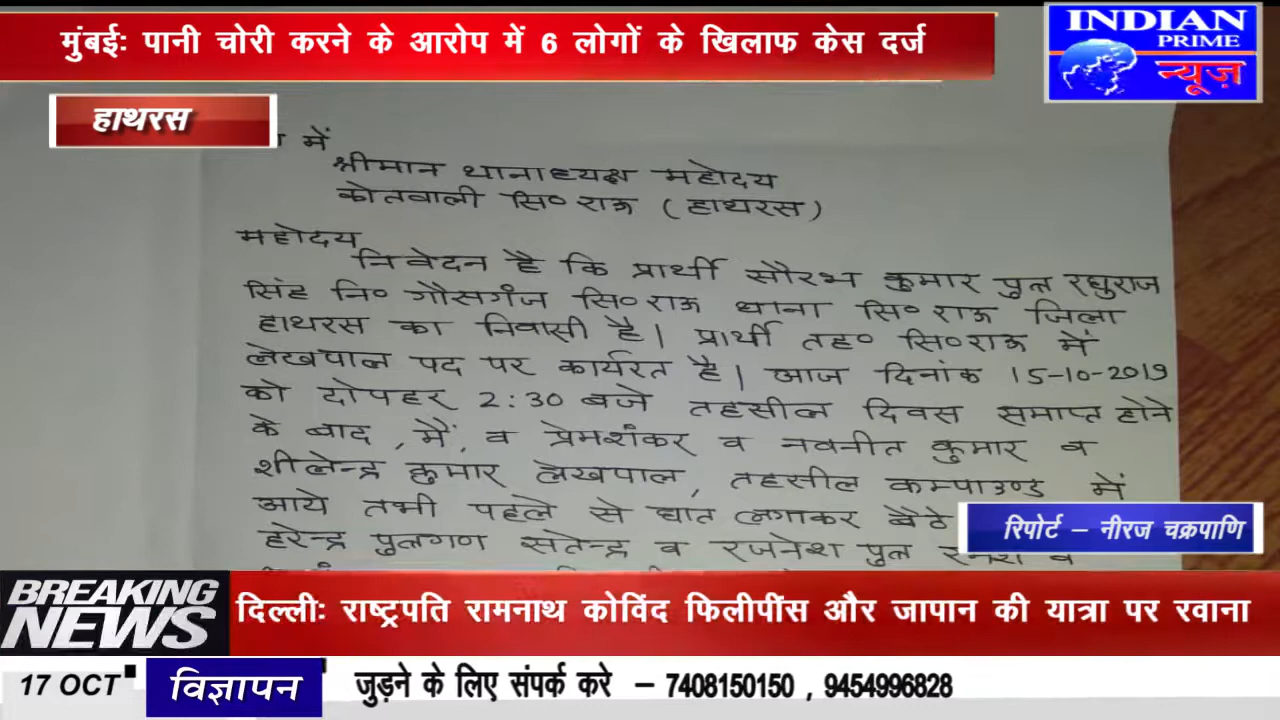 मुंबईः पानी चोरी करने के आरोप में 6 लोगों के खिलाफ केस दर्ज
INDIAN
PRIME
न्यूज़
हाथरस
में
श्रीमान थानाध्यक्ष महोदय
कोतवाली सि० राऊ (हाथरस)
महोदय
निवेदन है कि प्रार्थी सौरभ कुमार पुत्र रघुराज
सिंह नि० गौसगंज सि० राऊ थाना सि० राऊ जिला
हाथरस का निवासी है। प्रार्थी तह० सि० राऊ में
लेखपाल पद पर कार्यरत है। आज दिनांक 15-10-2019
को दोपहर 2:30 बजे तहसील दिवस समाप्त होने
के बाद, मैं, व प्रेमशंकर व नवनीत कुमार व
शीलेन्द्र कुमार लेखपाल, तहसील कम्पाउण्ड में
आये तभी पहले से घात लगाकर बैठे
हरेन्द्र पुत्रगण सतेन्द्र व रजनेश पुत्र
रिपोर्ट – नीरज चक्रपाणि
BREAKING
NEWS
दिल्लीः राष्ट्रपति रामनाथ कोविंद फिलीपींस और जापान की यात्रा पर रवाना
17 OCT
विज्ञापन
जुड़ने के लिए संपर्क करे – 7408150150 , 9454996828